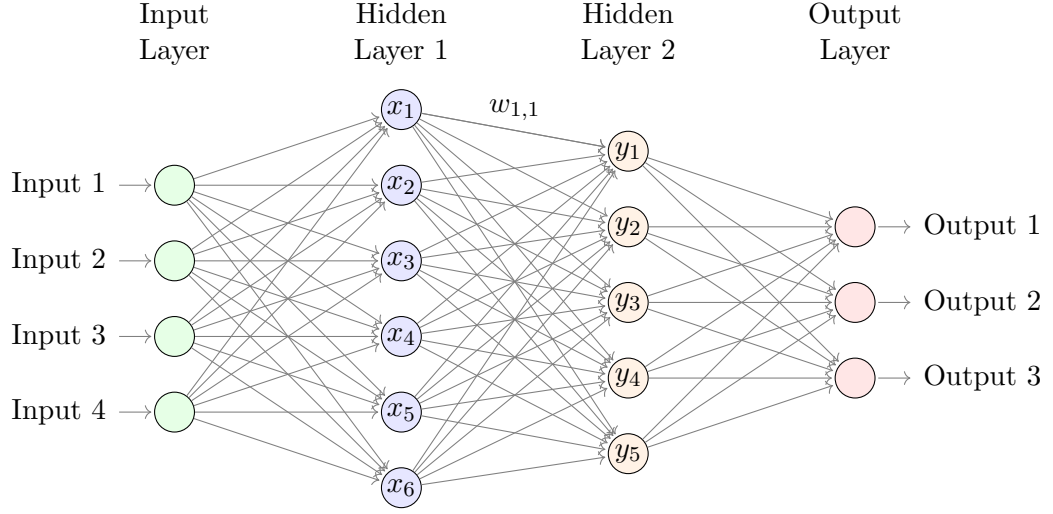 Input
Layer
Hidden
Layer 1
Hidden
Layer 2
Output
Layer
Input 1
Input 2
Input 3
Input 4
x₁
x₂
x₃
x₄
x₅
x₆
w₁,₁
y₁
y₂
y₃
y₄
y₅
Output 1
Output 2
Output 3